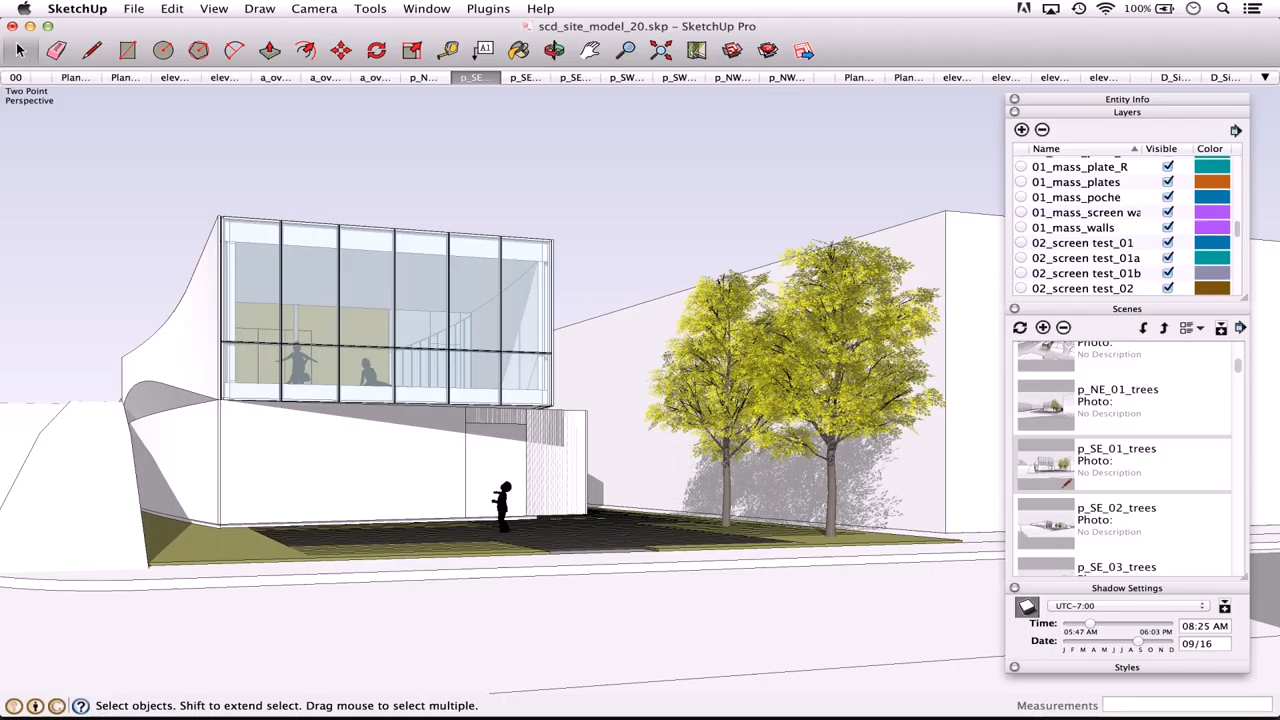 SketchUp File Edit View Draw Camera Tools Window Plugins Help 100%
scd_site_model_20.skp - SketchUp Pro
A1
00 Plan... Plan... elev... elev... a_ov... a_ov... a_ov... p_N... p_SE... p_SE... p_SE... p_SW... p_SW... p_NW... p_NW... Plan... Plan... elev... elev... elev... elev... D_Si... D_Si...
Two Point
Perspective
Entity Info
Layers
Name Visible Color
01_mass_plate_R
01_mass_plates
01_mass_poche
01_mass_screen wa
01_mass_walls
02_screen test_01
02_screen test_01a
02_screen test_01b
02_screen test_02
Scenes
Photo:
No Description
p_NE_01_trees
Photo:
No Description
p_SE_01_trees
Photo:
No Description
p_SE_02_trees
Photo:
No Description
p_SE_03_trees
Shadow Settings
UTC-7:00
Time: 08:25 AM
05:47 AM 06:03 PM
Date: 09/16
J F M A M J J A S O N D
Styles
Select objects. Shift to extend select. Drag mouse to select multiple. Measurements